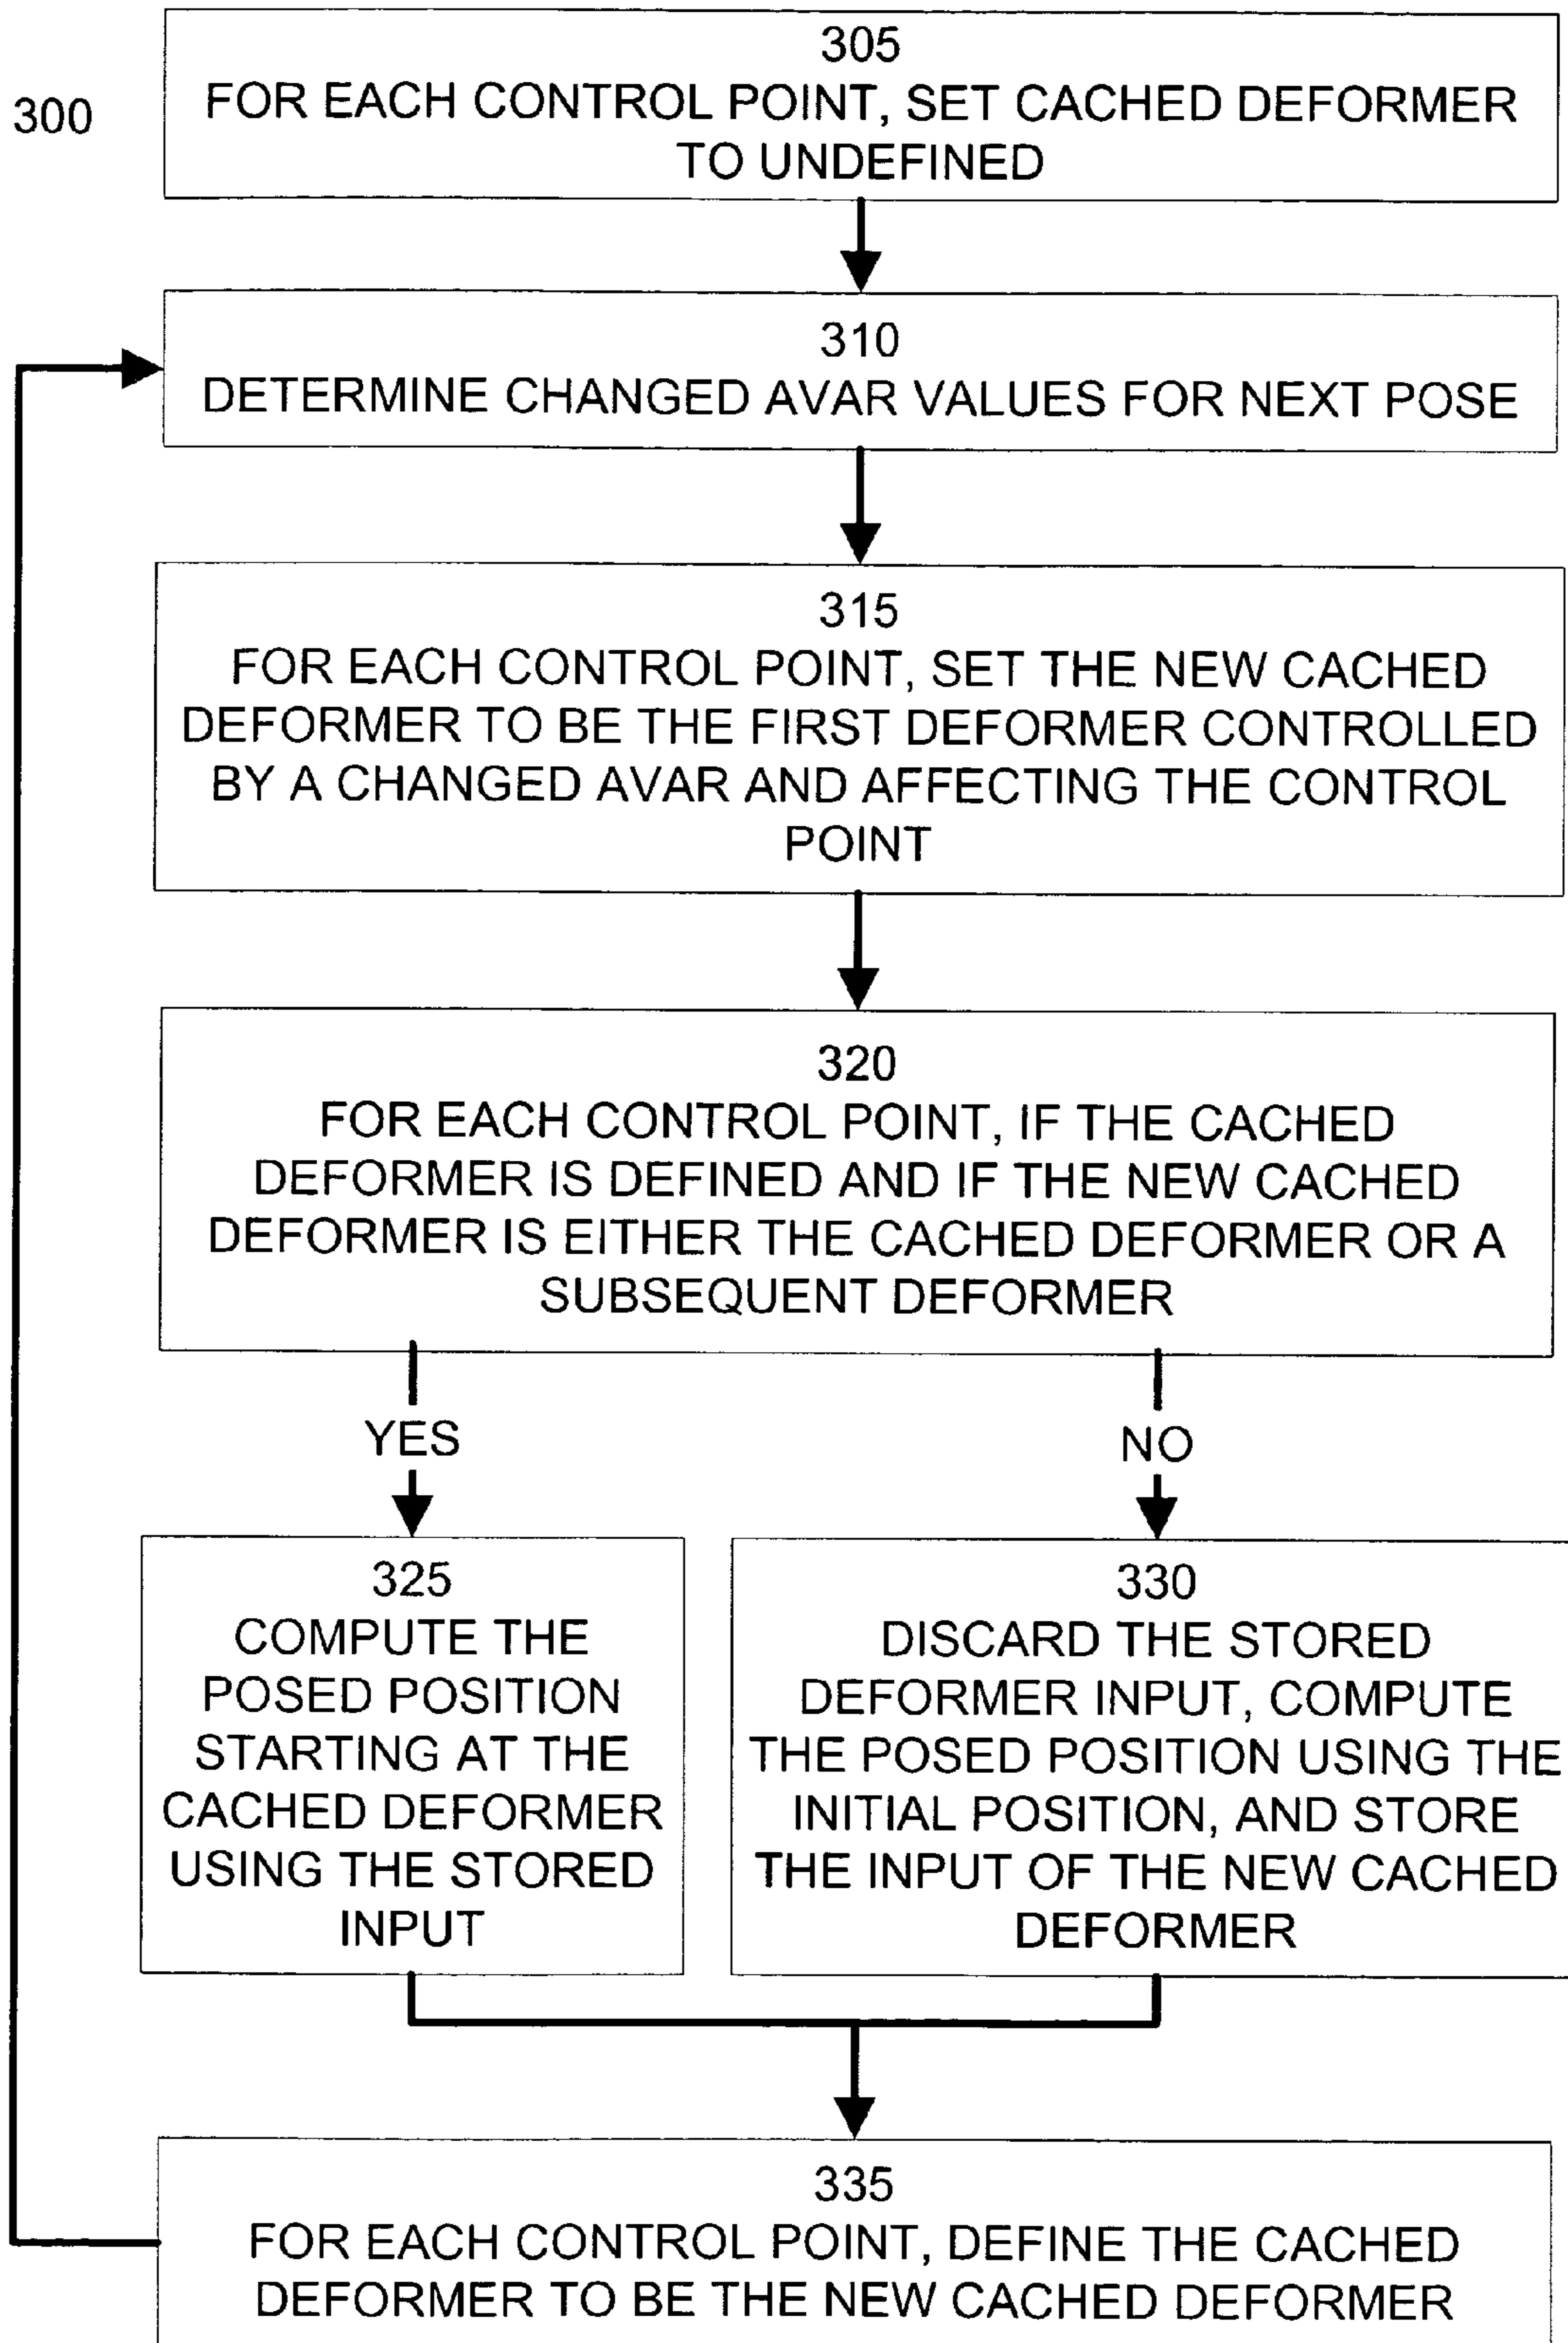 300
305
FOR EACH CONTROL POINT, SET CACHED DEFORMER
TO UNDEFINED
310
DETERMINE CHANGED AVAR VALUES FOR NEXT POSE
315
FOR EACH CONTROL POINT, SET THE NEW CACHED
DEFORMER TO BE THE FIRST DEFORMER CONTROLLED
BY A CHANGED AVAR AND AFFECTING THE CONTROL
POINT
320
FOR EACH CONTROL POINT, IF THE CACHED
DEFORMER IS DEFINED AND IF THE NEW CACHED
DEFORMER IS EITHER THE CACHED DEFORMER OR A
SUBSEQUENT DEFORMER
YES
NO
325
COMPUTE THE
POSED POSITION
STARTING AT THE
CACHED DEFORMER
USING THE STORED
INPUT
330
DISCARD THE STORED
DEFORMER INPUT, COMPUTE
THE POSED POSITION USING THE
INITIAL POSITION, AND STORE
THE INPUT OF THE NEW CACHED
DEFORMER
335
FOR EACH CONTROL POINT, DEFINE THE CACHED
DEFORMER TO BE THE NEW CACHED DEFORMER